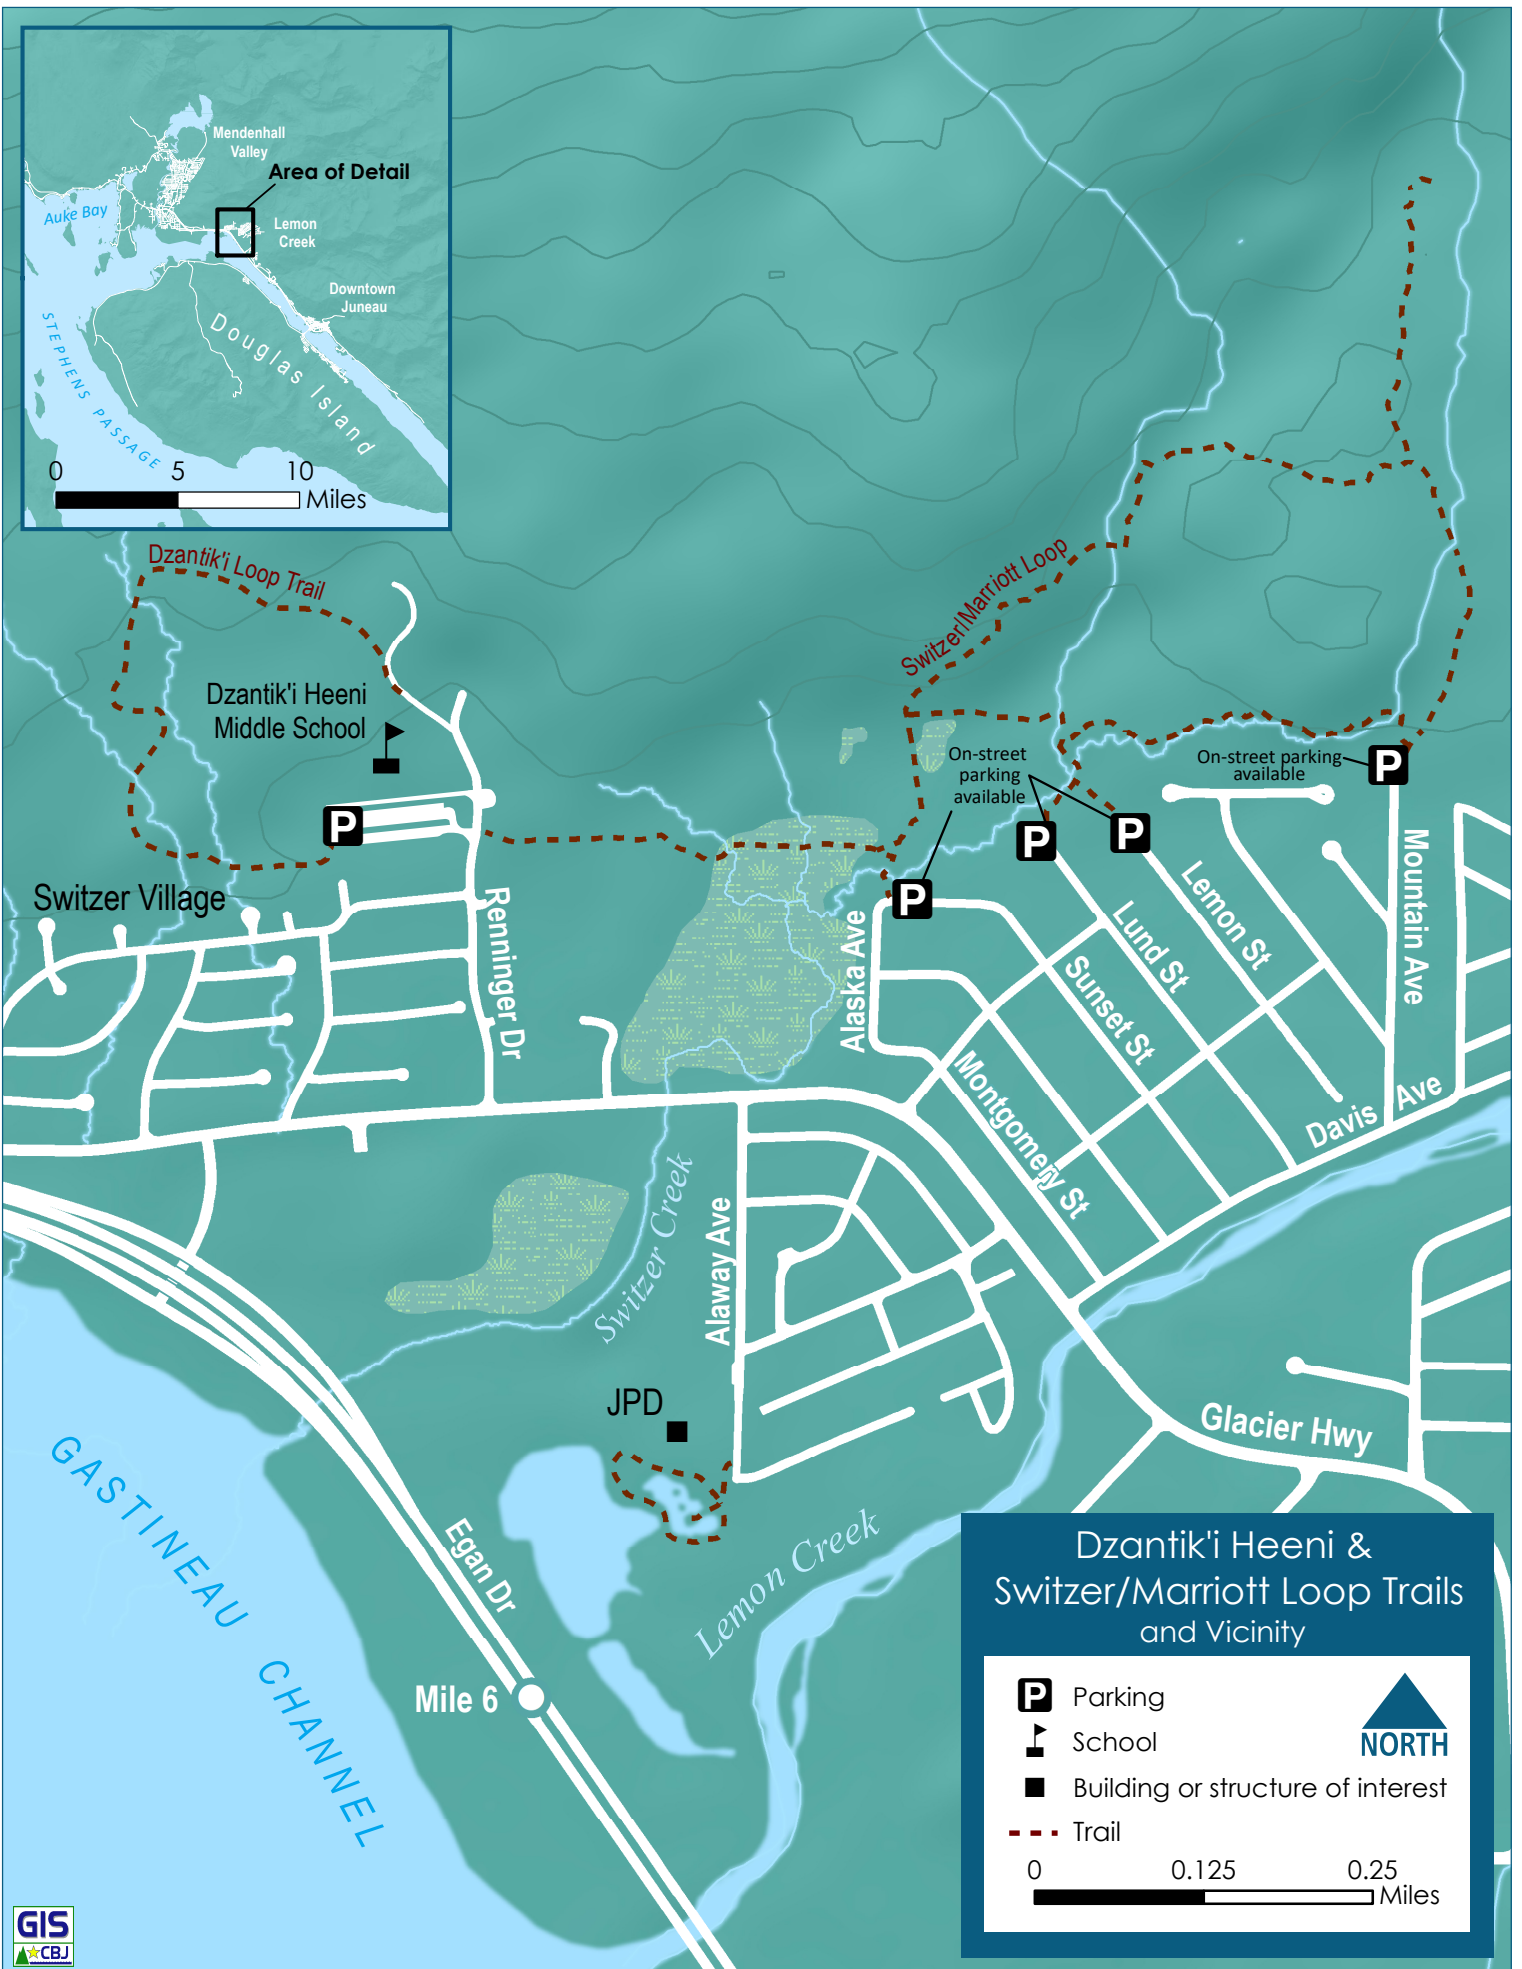 Mendenhall
Valley
Area of Detail
Auke Bay
Lemon
Creek
Downtown
Juneau
STEPHENS PASSAGE
Douglas Island
0 5 10
Miles
Dzantik'i Loop Trail
Switzer/Marriott Loop
Dzantik'i Heeni
Middle School
On-street
parking
available
On-street parking
available
P
P
P
P
P
Switzer Village
Renninger Dr
Alaska Ave
Sunset St
Lund St
Lemon St
Mountain Ave
Montgomery St
Davis Ave
Switzer Creek
Alaway Ave
JPD
Glacier Hwy
GASTINEAU CHANNEL
Egan Dr
Lemon Creek
Mile 6
Dzantik'i Heeni &
Switzer/Marriott Loop Trails
and Vicinity
P Parking
School
Building or structure of interest
Trail
NORTH
0 0.125 0.25
Miles
GIS
CBJ